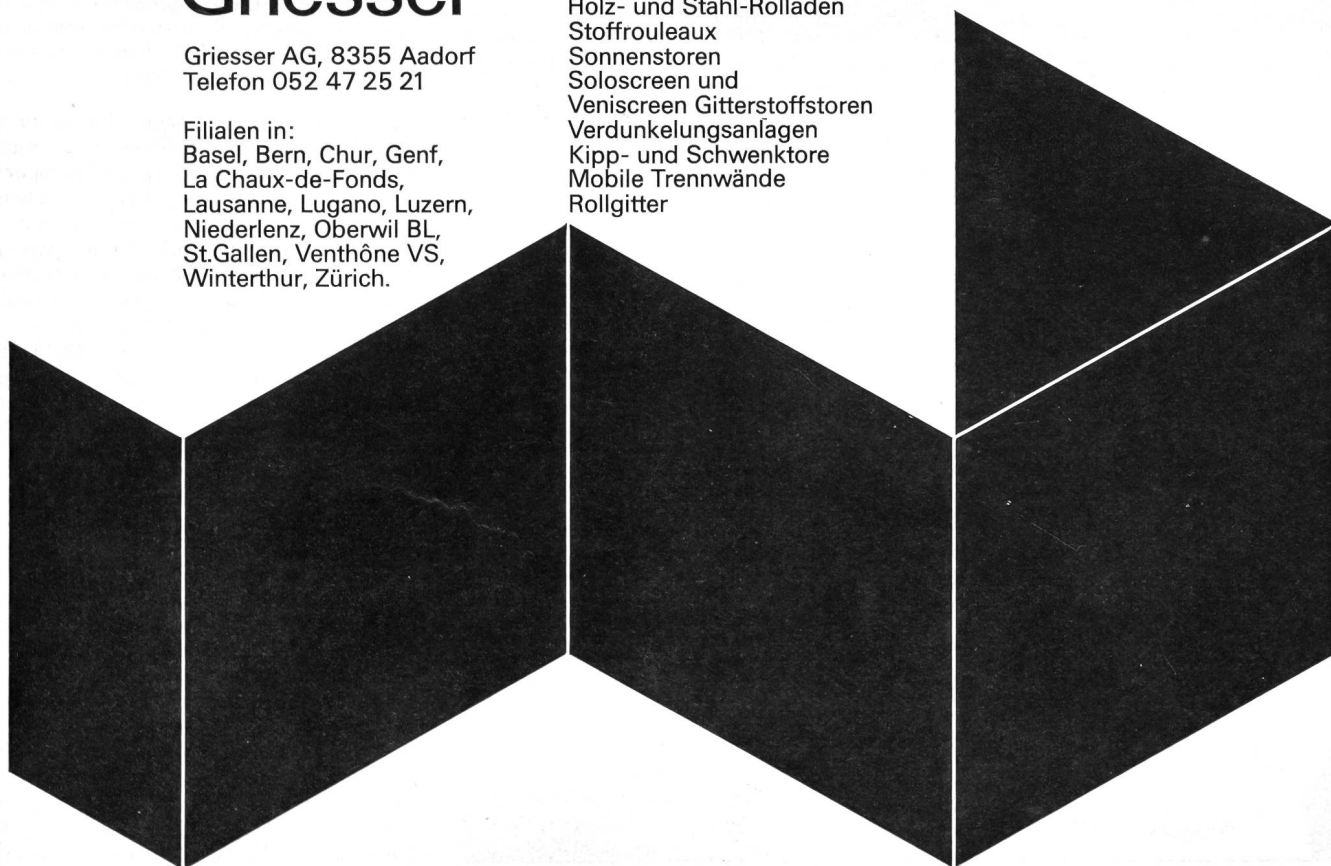 Griesser
Griesser AG, 8355 Aadorf
Telefon 052 47 25 21
Filialen in:
Basel, Bern, Chur, Genf,
La Chaux-de-Fonds,
Lausanne, Lugano, Luzern,
Niederlenz, Oberwil BL,
St.Gallen, Venthône VS,
Winterthur, Zürich.
Holz- und Stahl-Rolladen
Stoffrouleaux
Sonnenstoren
Soloscreen und
Veniscreen Gitterstoffstoren
Verdunkelungsanlagen
Kipp- und Schwenktore
Mobile Trennwände
Rollgitter